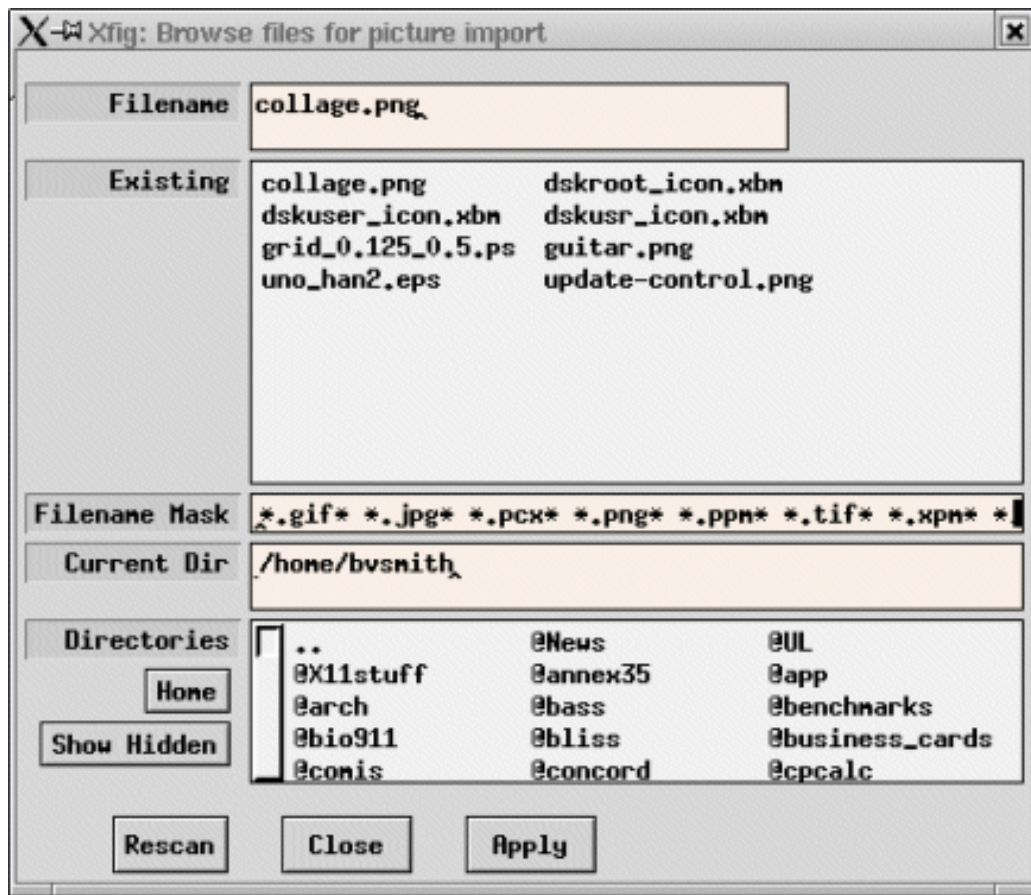 Xfig: Browse files for picture import
Filename collage.png
Existing collage.png dskroot_icon.xbm
dskuser_icon.xbm dskusr_icon.xbm
grid_0.125_0.5.ps guitar.png
uno_han2.eps update-control.png
Filename Mask *.gif* *.jpg* *.pcx* *.png* *.ppm* *.tif* *.xpm* *.
Current Dir /home/bvsmith
Directories .. @News @UL
@X11stuff @annex35 @app
Home @arch @bass @benchmarks
Show Hidden @bio911 @bliss @business_cards
@comis @concord @cpcalc
Rescan Close Apply